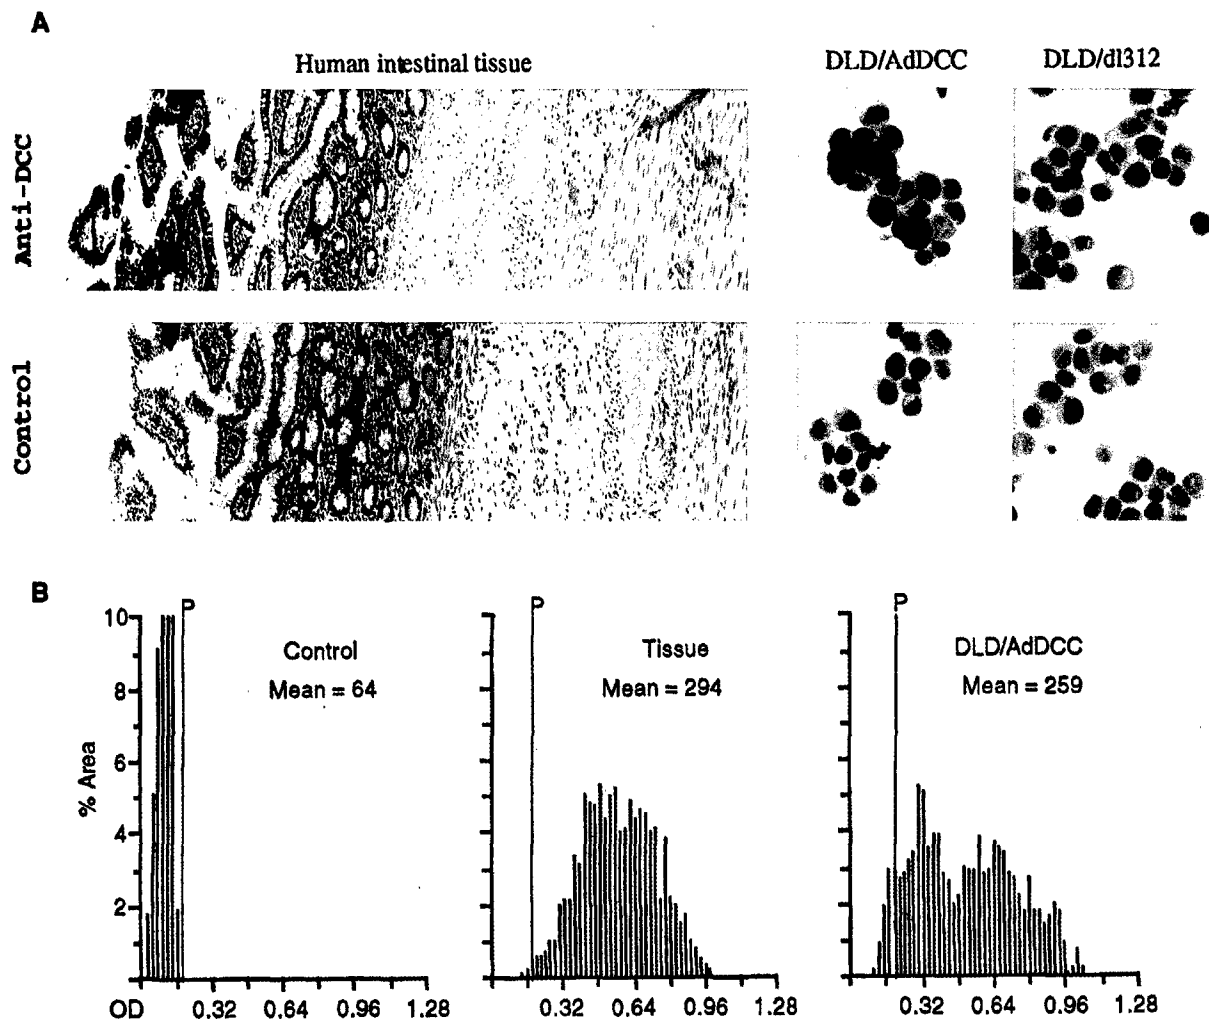 A
Human intestinal tissue
DLD/AdDCC
DLD/dl312
Anti-DCC
Control
B
P
P
P
Control
Mean = 64
Tissue
Mean = 294
DLD/AdDCC
Mean = 259
% Area
10
8
6
4
2
OD 0.32 0.64 0.96 1.28
0.32 0.64 0.96 1.28
0.32 0.64 0.96 1.28